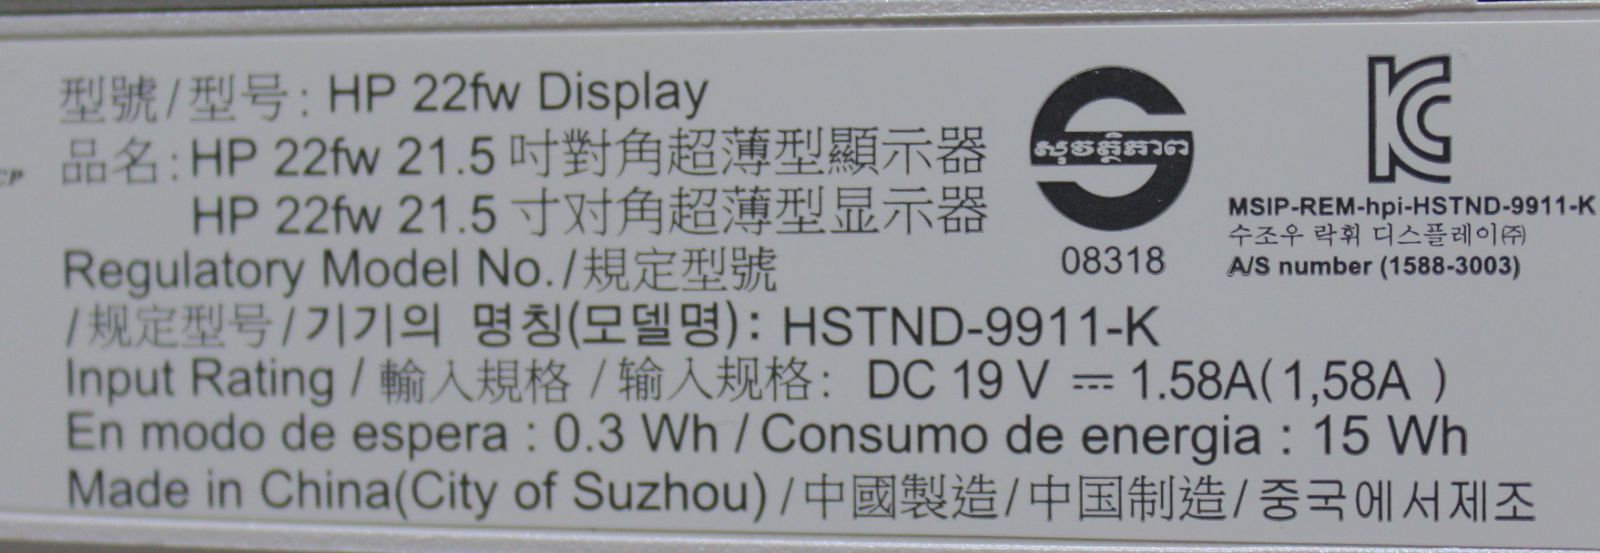 型號/型号: HP 22fw Display
品名: HP 22fw 21.5 吋對角超薄型顯示器
HP 22fw 21.5 寸对角超薄型显示器
Regulatory Model No./規定型號
/规定型号/기기의 명칭(모델명): HSTND-9911-K
Input Rating / 輸入規格 / 输入规格: DC 19 V ⎓ 1.58A(1,58A )
En modo de espera : 0.3 Wh / Consumo de energia : 15 Wh
Made in China(City of Suzhou) /中國製造/中国制造/중국에서제조
សុវត្ថិភាព
08318
MSIP-REM-hpi-HSTND-9911-K
수조우 락휘 디스플레이㈜
A/S number (1588-3003)